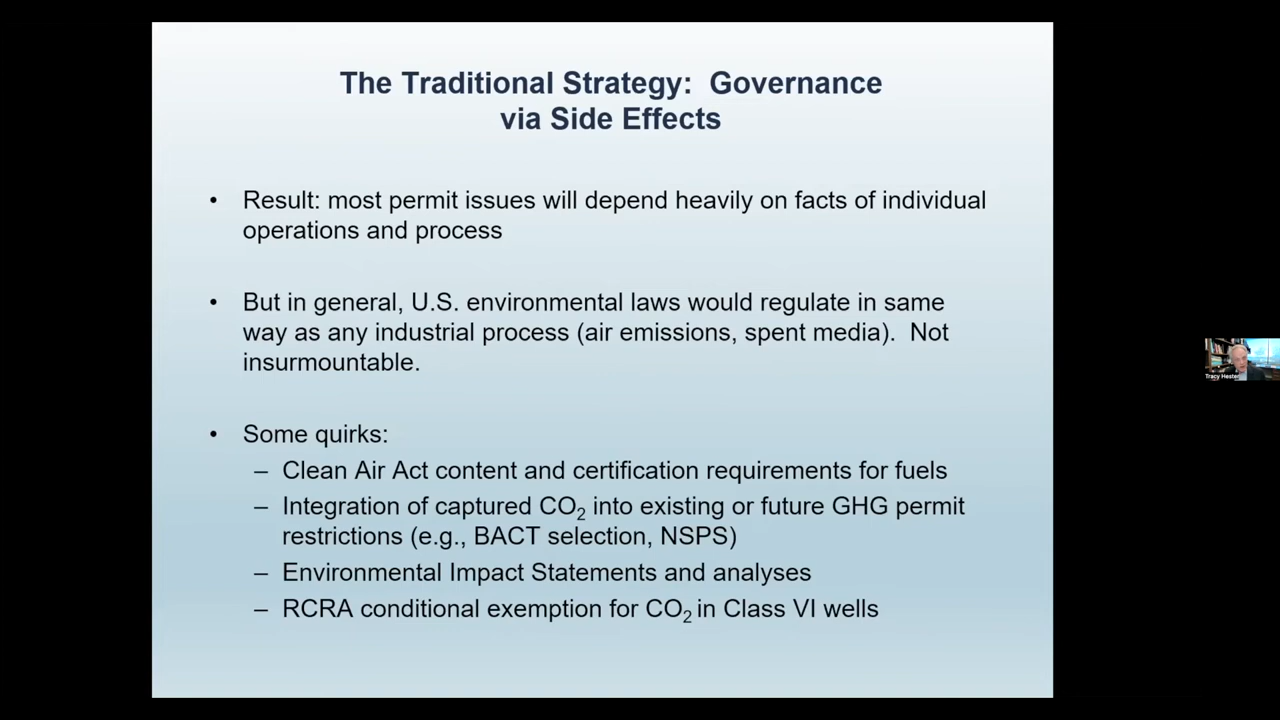 The Traditional Strategy:  Governance
via Side Effects
• Result: most permit issues will depend heavily on facts of individual
operations and process
• But in general, U.S. environmental laws would regulate in same
way as any industrial process (air emissions, spent media).  Not
insurmountable.
• Some quirks:
– Clean Air Act content and certification requirements for fuels
– Integration of captured CO₂ into existing or future GHG permit
restrictions (e.g., BACT selection, NSPS)
– Environmental Impact Statements and analyses
– RCRA conditional exemption for CO₂ in Class VI wells
Tracy Hester